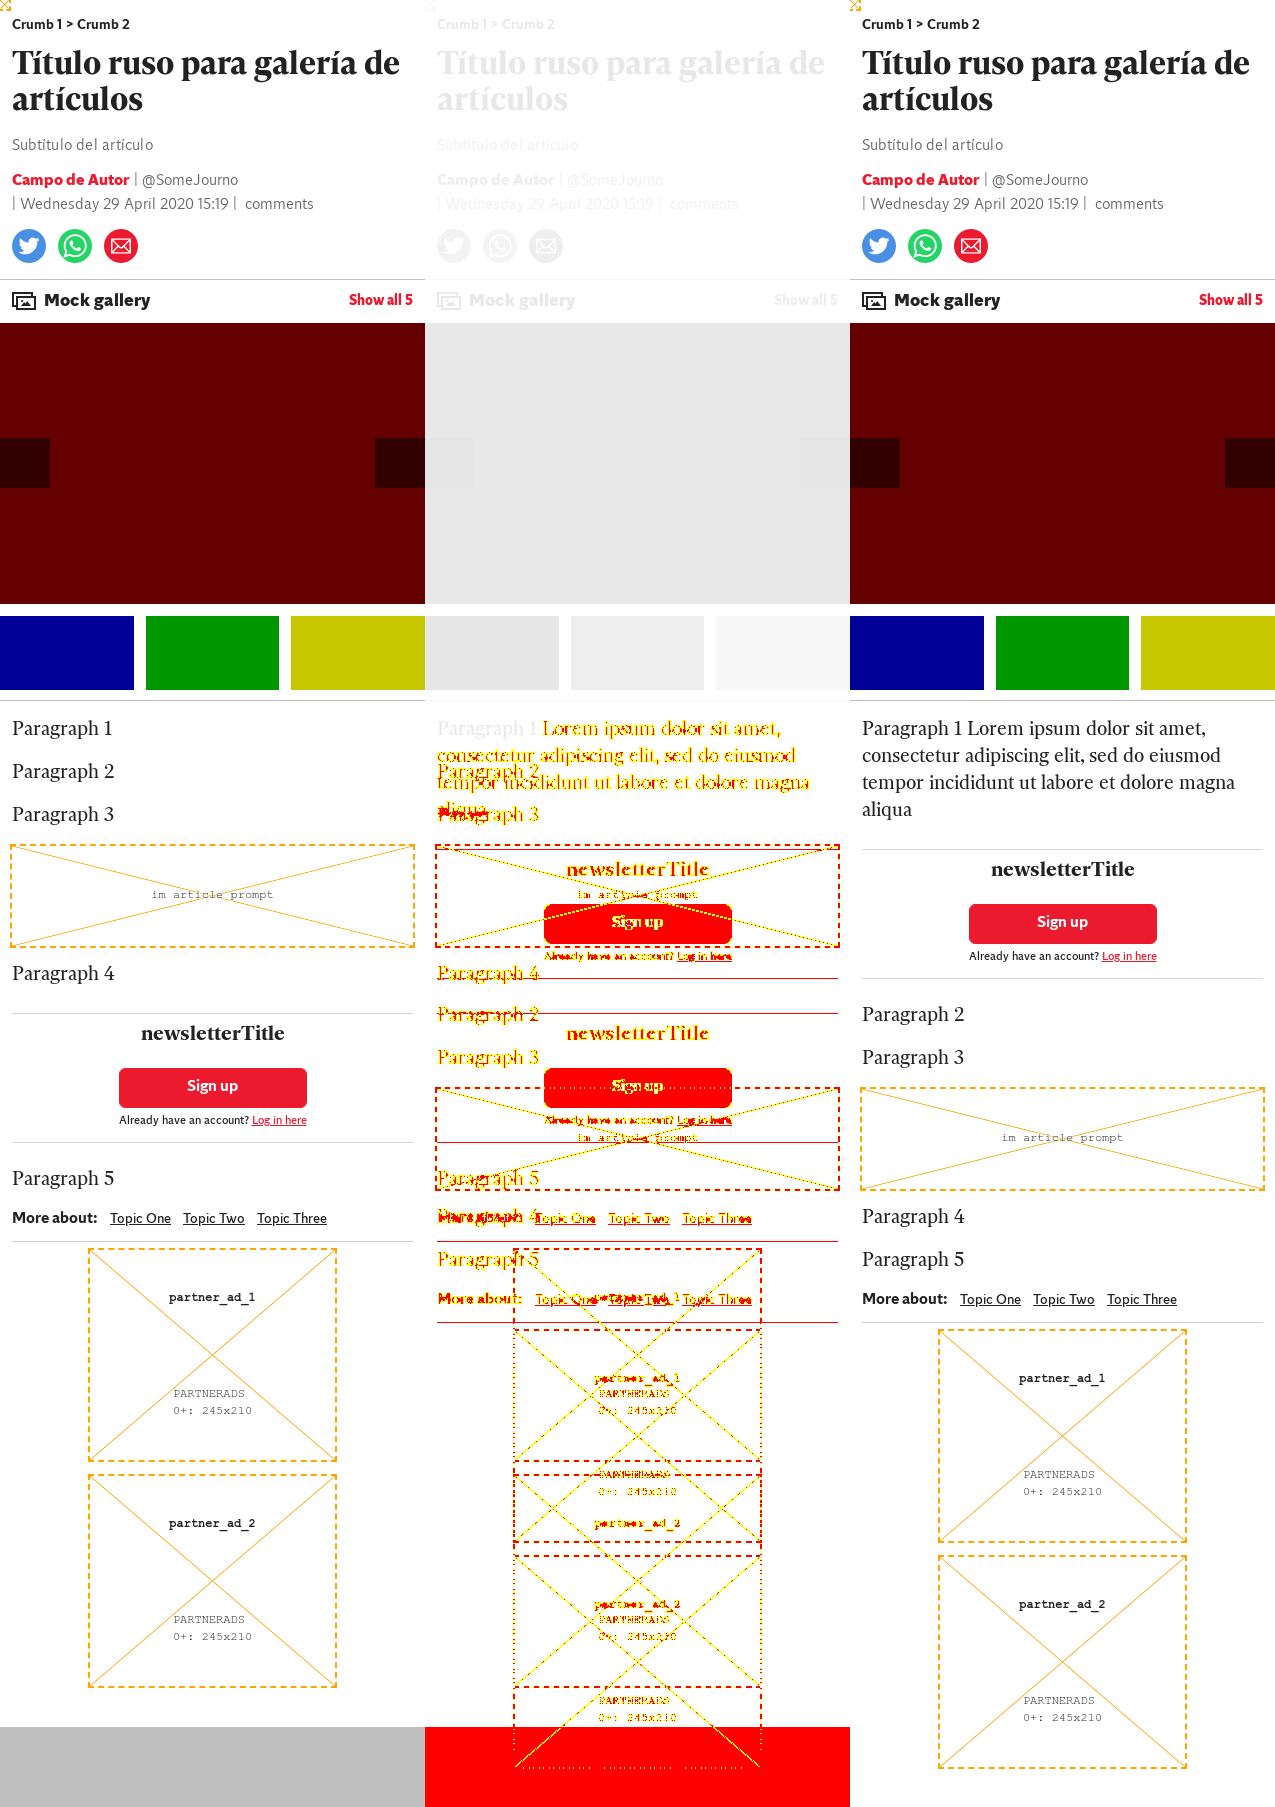 Crumb 1 > Crumb 2
Título ruso para galería de
artículos
Subtítulo del artículo
Campo de Autor | @SomeJourno
| Wednesday 29 April 2020 15:19 | comments
Mock gallery Show all 5
Paragraph 1
Paragraph 2
Paragraph 3
im article prompt
Paragraph 4
newsletterTitle
Sign up
Already have an account? Log in here
Paragraph 5
More about: Topic One Topic Two Topic Three
partner_ad_1
PARTNERADS
0+: 245x210
partner_ad_2
PARTNERADS
0+: 245x210
Crumb 1 > Crumb 2
Título ruso para galería de
artículos
Subtítulo del artículo
Campo de Autor | @SomeJourno
| Wednesday 29 April 2020 15:19 | comments
Mock gallery Show all 5
Paragraph 1 Lorem ipsum dolor sit amet,
consectetur adipiscing elit, sed do eiusmod
Paragraph 2
tempor incididunt ut labore et dolore magna
aliqua
Paragraph 3
newsletterTitle
im article prompt
Sign up
Already have an account? Log in here
Paragraph 4
Paragraph 2
newsletterTitle
Paragraph 3
Sign up
Already have an account? Log in here
im article prompt
Paragraph 5
Paragraph 4
More about: Topic One Topic Two Topic Three
Paragraph 5
partner_ad_1
More about: Topic One Topic Two Topic Three
partner_ad_1
PARTNERADS
0+: 245x210
PARTNERADS
0+: 245x210
partner_ad_2
partner_ad_2
PARTNERADS
0+: 245x210
PARTNERADS
0+: 245x210
Crumb 1 > Crumb 2
Título ruso para galería de
artículos
Subtítulo del artículo
Campo de Autor | @SomeJourno
| Wednesday 29 April 2020 15:19 | comments
Mock gallery Show all 5
Paragraph 1 Lorem ipsum dolor sit amet,
consectetur adipiscing elit, sed do eiusmod
tempor incididunt ut labore et dolore magna
aliqua
newsletterTitle
Sign up
Already have an account? Log in here
Paragraph 2
Paragraph 3
im article prompt
Paragraph 4
Paragraph 5
More about: Topic One Topic Two Topic Three
partner_ad_1
PARTNERADS
0+: 245x210
partner_ad_2
PARTNERADS
0+: 245x210